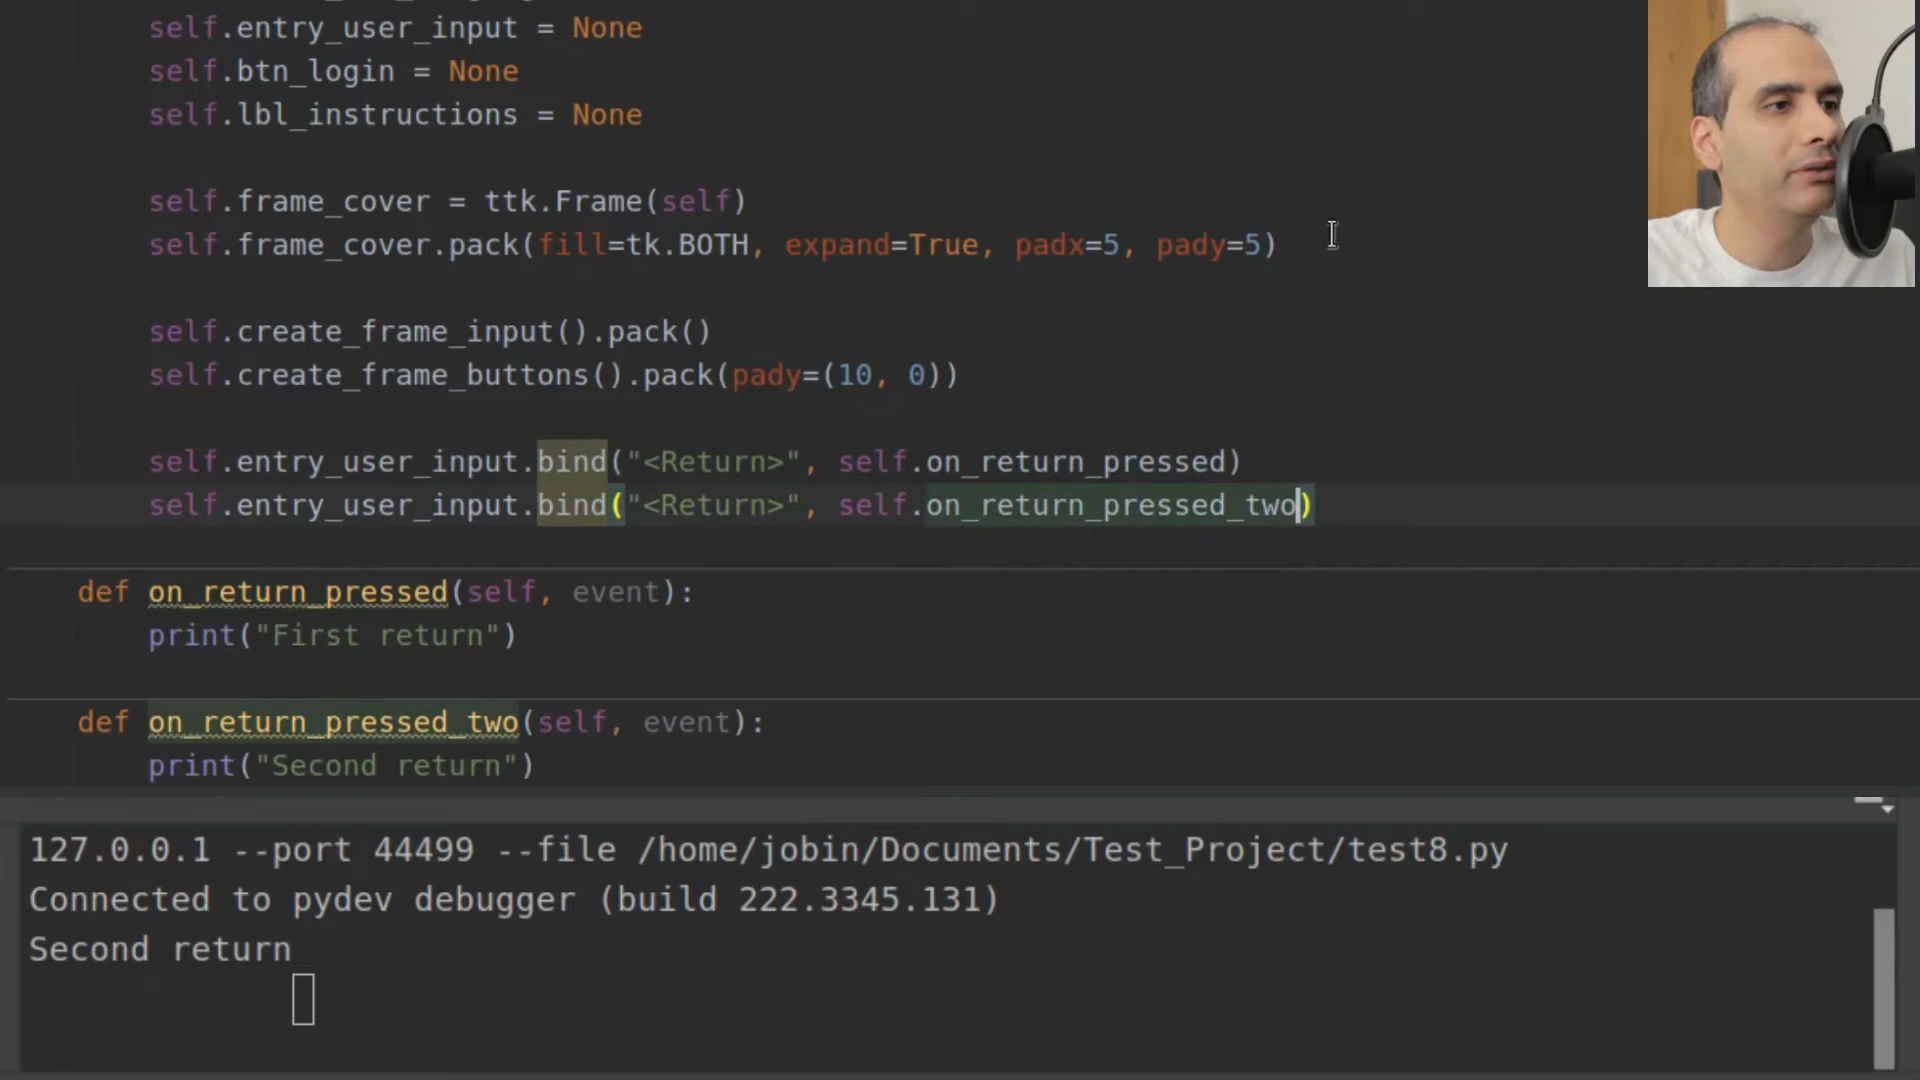 self.entry_user_input = None
self.btn_login = None
self.lbl_instructions = None
self.frame_cover = ttk.Frame(self)
self.frame_cover.pack(fill=tk.BOTH, expand=True, padx=5, pady=5)
self.create_frame_input().pack()
self.create_frame_buttons().pack(pady=(10, 0))
self.entry_user_input.bind("<Return>", self.on_return_pressed)
self.entry_user_input.bind("<Return>", self.on_return_pressed_two)
def on_return_pressed(self, event):
print("First return")
def on_return_pressed_two(self, event):
print("Second return")
127.0.0.1 --port 44499 --file /home/jobin/Documents/Test_Project/test8.py
Connected to pydev debugger (build 222.3345.131)
Second return